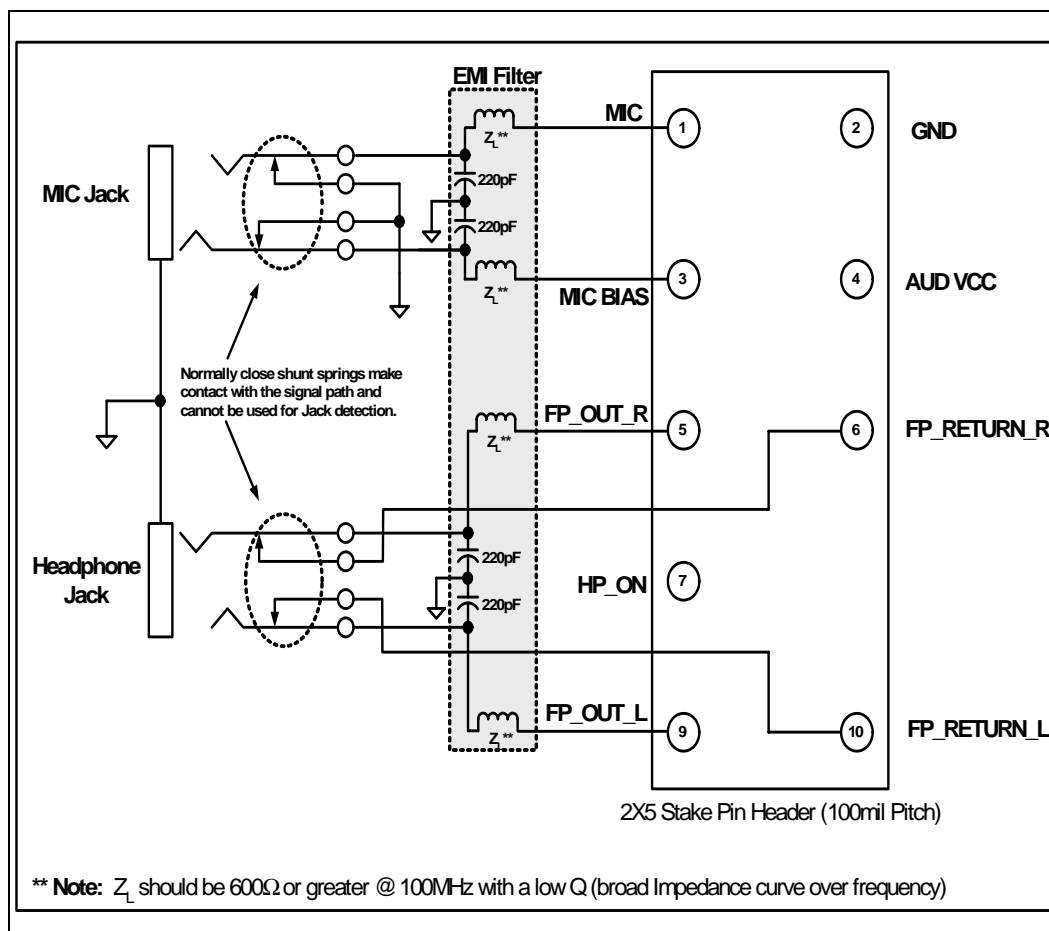 EMI Filter
MIC
1
2
GND
Z_L**
220pF
MIC Jack
220pF
Z_L**
MIC BIAS
3
4
AUD VCC
Normally close shunt springs make
contact with the signal path and
cannot be used for Jack detection.
FP_OUT_R
5
6
FP_RETURN_R
Z_L**
Headphone
Jack
220pF
220pF
HP_ON
7
FP_OUT_L
9
10
FP_RETURN_L
Z_L**
2X5 Stake Pin Header (100mil Pitch)
** Note: Z_L should be 600Ω or greater @ 100MHz with a low Q (broad Impedance curve over frequency)